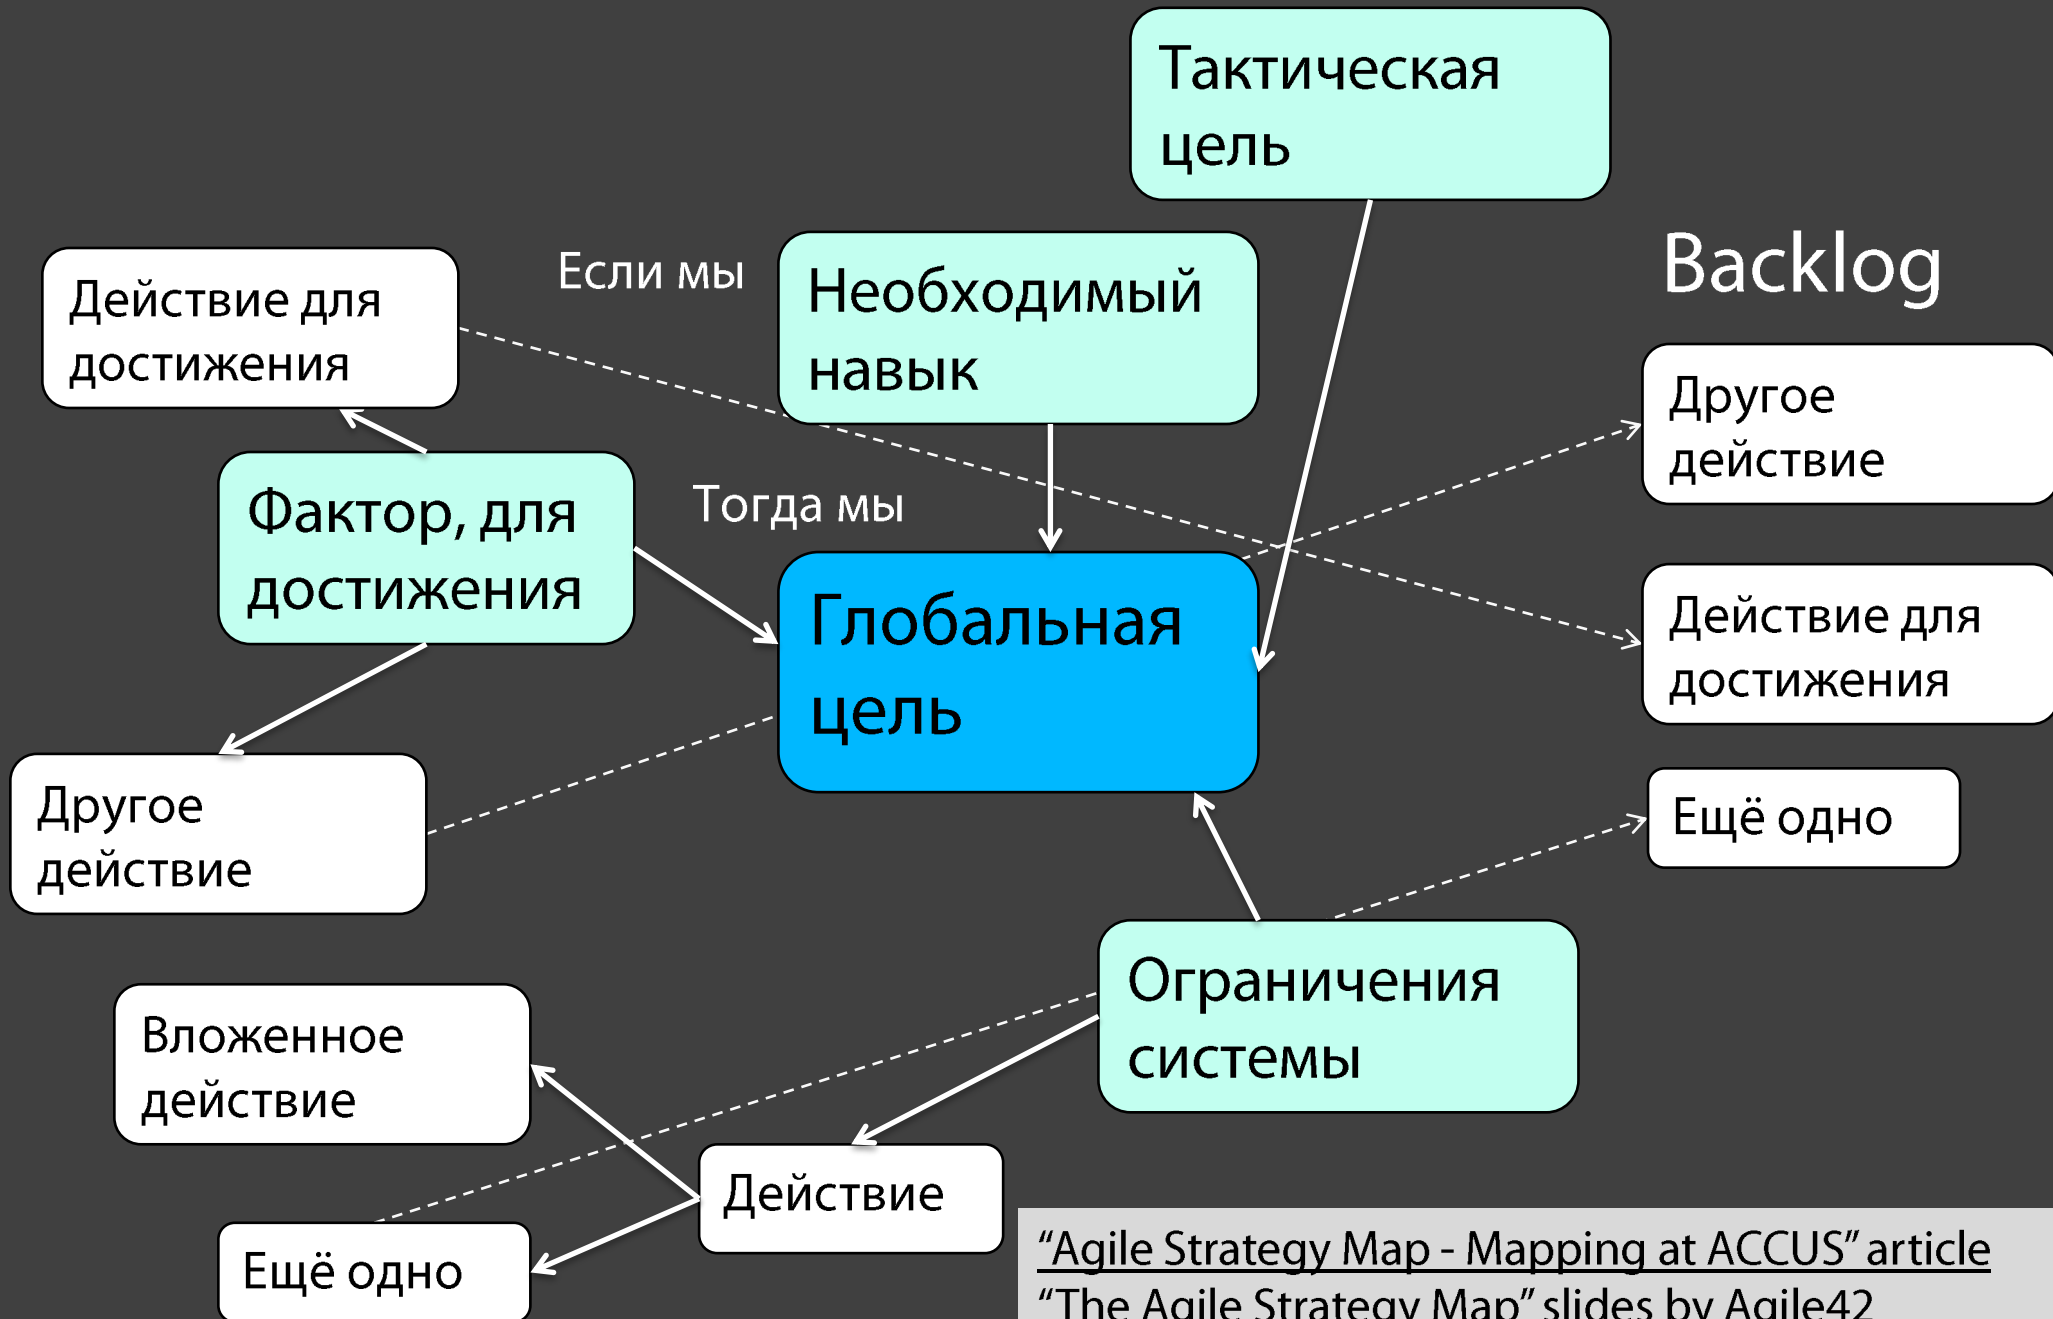 Тактическая
цель
Backlog
Действие для
достижения
Если мы
Необходимый
навык
Другое
действие
Фактор, для
достижения
Тогда мы
Глобальная
цель
Действие для
достижения
Другое
действие
Ещё одно
Ограничения
системы
Вложенное
действие
Действие
Ещё одно
“Agile Strategy Map - Mapping at ACCUS” article
“The Agile Strategy Map” slides by Agile42